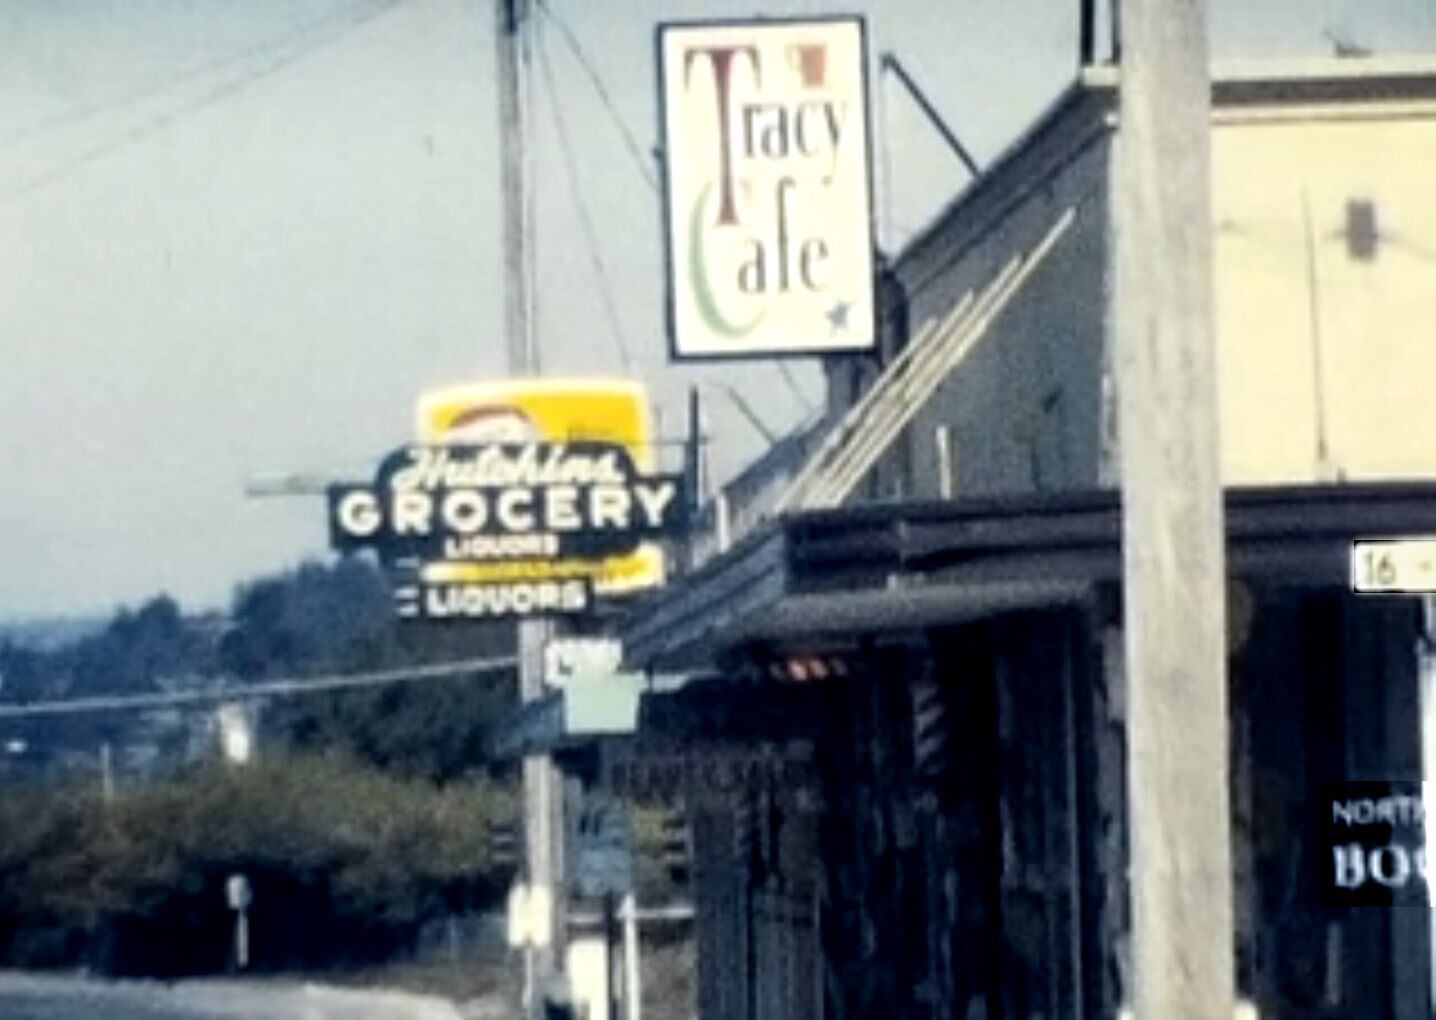 Tracy
Cafe
Hutchins
GROCERY
LIQUORS
LIQUORS
16 -
NORTH
BO